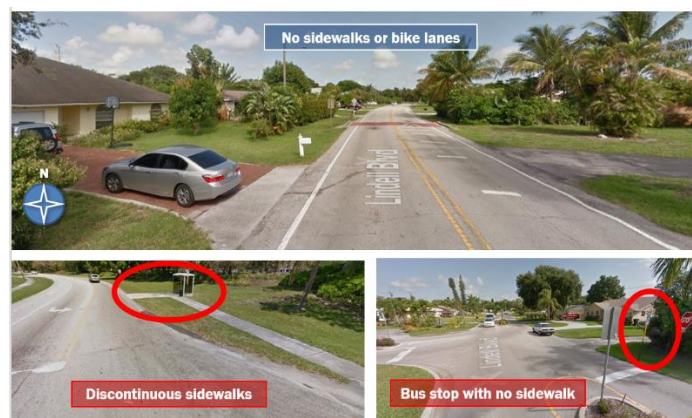 No sidewalks or bike lanes
N
Lindell Blvd
Discontinuous sidewalks
Lindell Blvd
Bus stop with no sidewalk